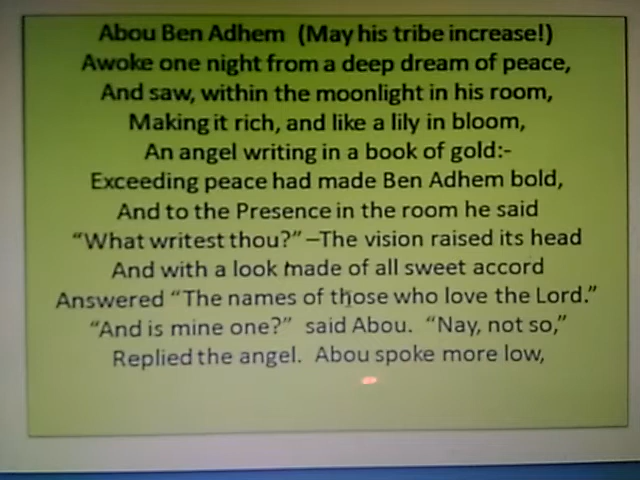 Abou Ben Adhem  (May his tribe increase!)
Awoke one night from a deep dream of peace,
And saw, within the moonlight in his room,
Making it rich, and like a lily in bloom,
An angel writing in a book of gold:-
Exceeding peace had made Ben Adhem bold,
And to the Presence in the room he said
“What writest thou?” –The vision raised its head
And with a look made of all sweet accord
Answered “The names of those who love the Lord.”
“And is mine one?”  said Abou.  “Nay, not so,”
Replied the angel.  Abou spoke more low,